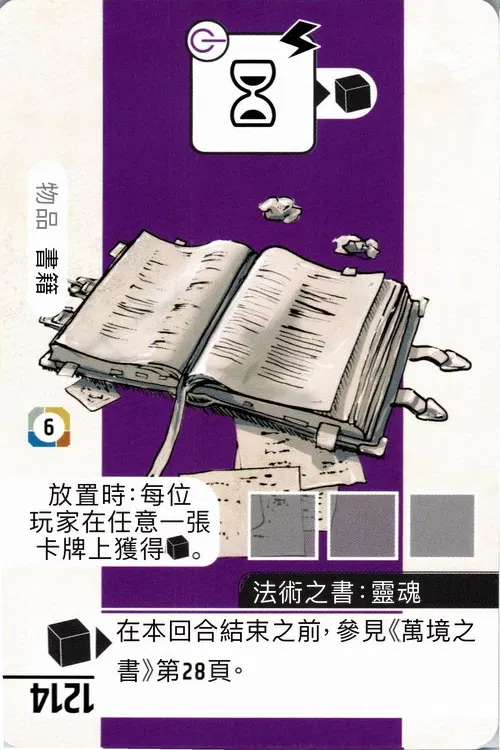 物品 書籍
6
放置時：每位
玩家在任意一張
卡牌上獲得。
法術之書：靈魂
在本回合結束之前，參見《萬境之
書》第28頁。
1214